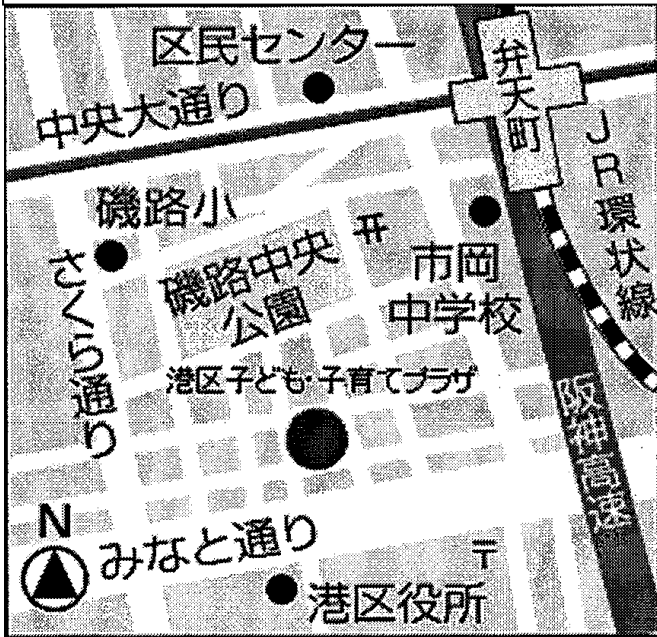 区民センター
弁天町
中央大通り
JR環状線
磯路小
さくら通り
磯路中央
公園
市岡
中学校
港区子ども・子育てプラザ
阪神高速
N
みなと通り
〒
港区役所